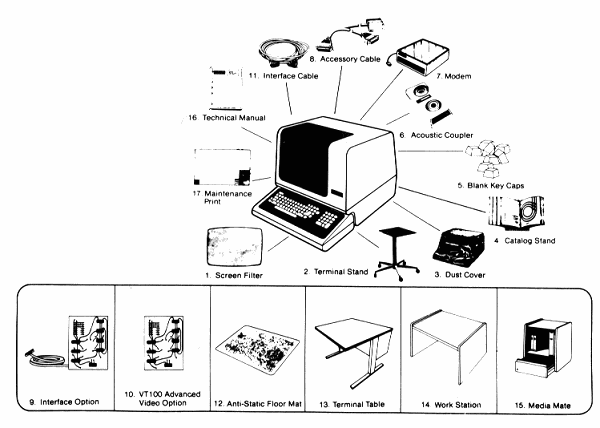 8. Accessory Cable
11. Interface Cable
7. Modem
16 Technical Manual
6. Acoustic Coupler
5. Blank Key Caps
17 Maintenance
Print
4 Catalog Stand
1. Screen Filter
2. Terminal Stand
3. Dust Cover
9. Interface Option
10. VT100 Advanced
Video Option
12. Anti-Static Floor Mat
13. Terminal Table
14. Work Station
15. Media Mate